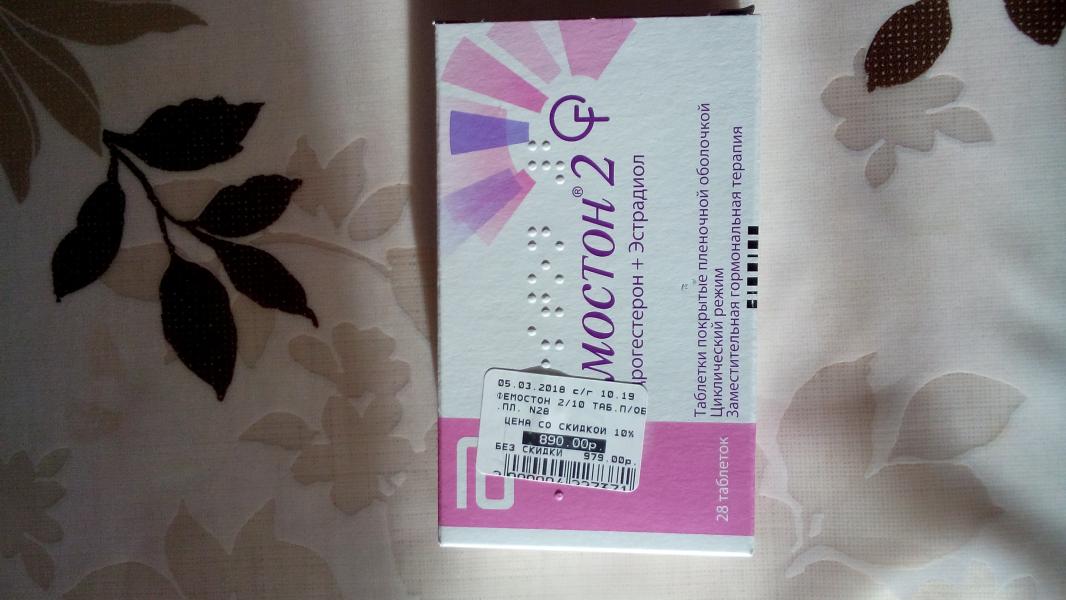 мостон® 2
рогестерон + Эстрадиол
Таблетки покрытые пленочной оболочкой
Циклический режим
Заместительная гормональная терапия
28 таблеток
05.03.2018 с/г 10.19
ФЕМОСТОН 2/10 ТАБ.П/ОБ
.ПЛ. N28
ЦЕНА СО СКИДКОЙ 10%
890.00р.
БЕЗ СКИДКИ 979.00р.